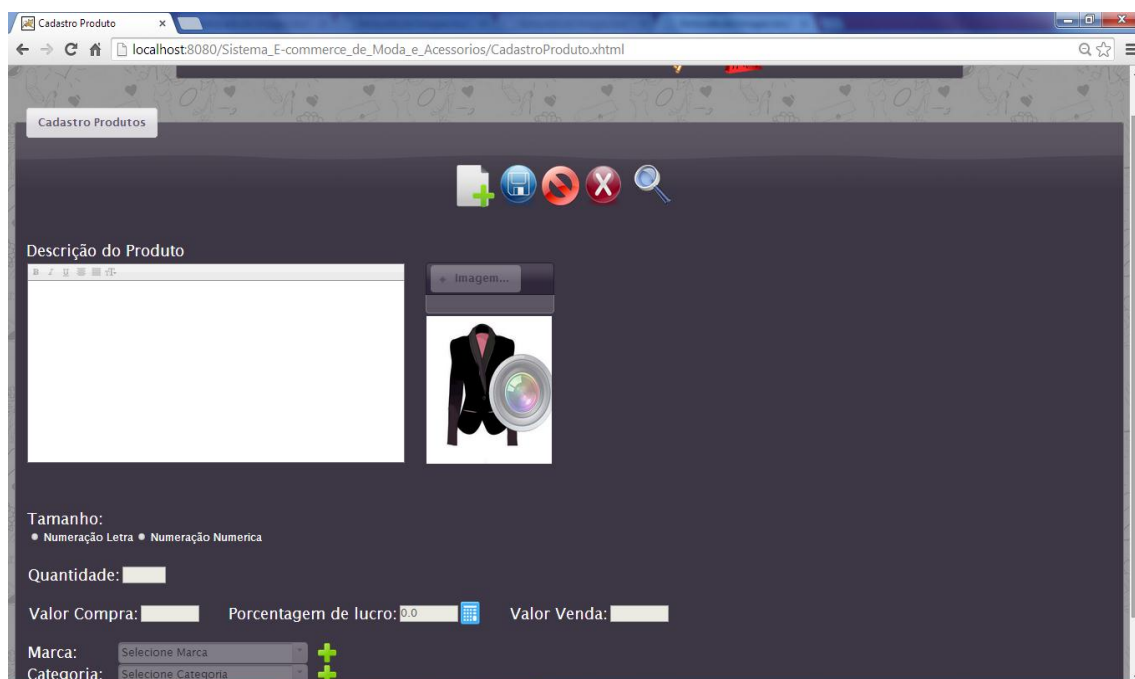 Cadastro Produto
localhost:8080/Sistema_E-commerce_de_Moda_e_Acessorios/CadastroProduto.xhtml
Cadastro Produtos
Descrição do Produto
B I U
Imagem...
Tamanho:
Numeração Letra Numeração Numerica
Quantidade:
Valor Compra: Porcentagem de lucro: 0.0 Valor Venda:
Marca: Selecione Marca
Categoria: Selecione Categoria